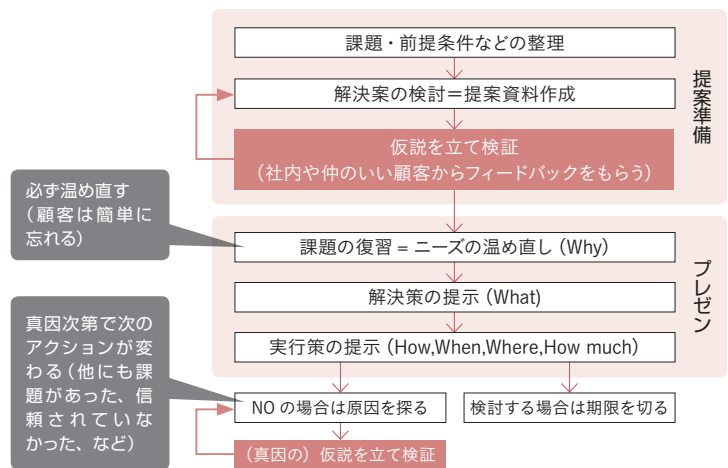 課題・前提条件などの整理
解決案の検討=提案資料作成
仮説を立て検証
(社内や仲のいい顧客からフィードバックをもらう)
提案準備
必ず温め直す
(顧客は簡単に
忘れる)
課題の復習 = ニーズの温め直し (Why)
解決策の提示 (What)
実行策の提示 (How,When,Where,How much)
プレゼン
真因次第で次の
アクションが変
わる (他にも課
題があった、信
頼されていな
かった、など)
NO の場合は原因を探る
検討する場合は期限を切る
(真因の) 仮説を立て検証